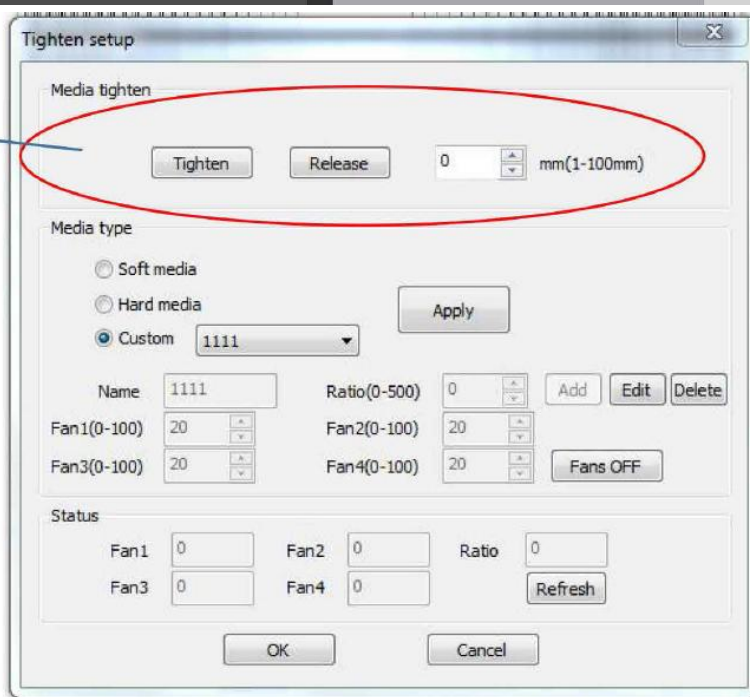 Tighten setup
Media tighten
Tighten Release 0 mm(1-100mm)
Media type
Soft media
Hard media
Apply
Custom 1111
Name 1111 Ratio(0-500) 0 Add Edit Delete
Fan1(0-100) 20 Fan2(0-100) 20
Fan3(0-100) 20 Fan4(0-100) 20 Fans OFF
Status
Fan1 0 Fan2 0 Ratio 0
Fan3 0 Fan4 0 Refresh
OK Cancel